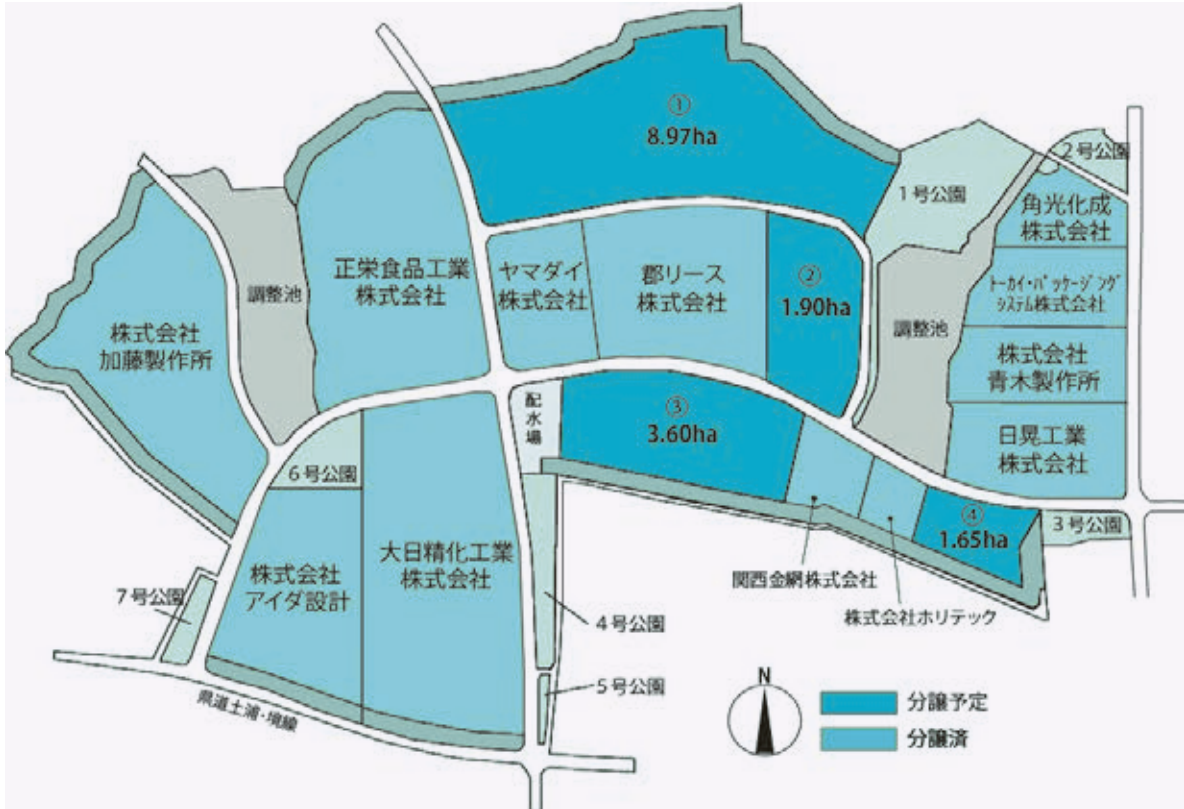 ①
8.97ha
2号公園
1号公園
角光化成
株式会社
正栄食品工業
株式会社
ヤマダイ
株式会社
郡リース
株式会社
②
1.90ha
トーカイ・パッケージング
システム株式会社
調整池
調整池
株式会社
加藤製作所
株式会社
青木製作所
配水場
③
3.60ha
日晃工業
株式会社
6号公園
④
1.65ha
3号公園
大日精化工業
株式会社
株式会社
アイダ設計
関西金網株式会社
株式会社ホリテック
7号公園
4号公園
5号公園
県道土浦・境線
N
分譲予定
分譲済